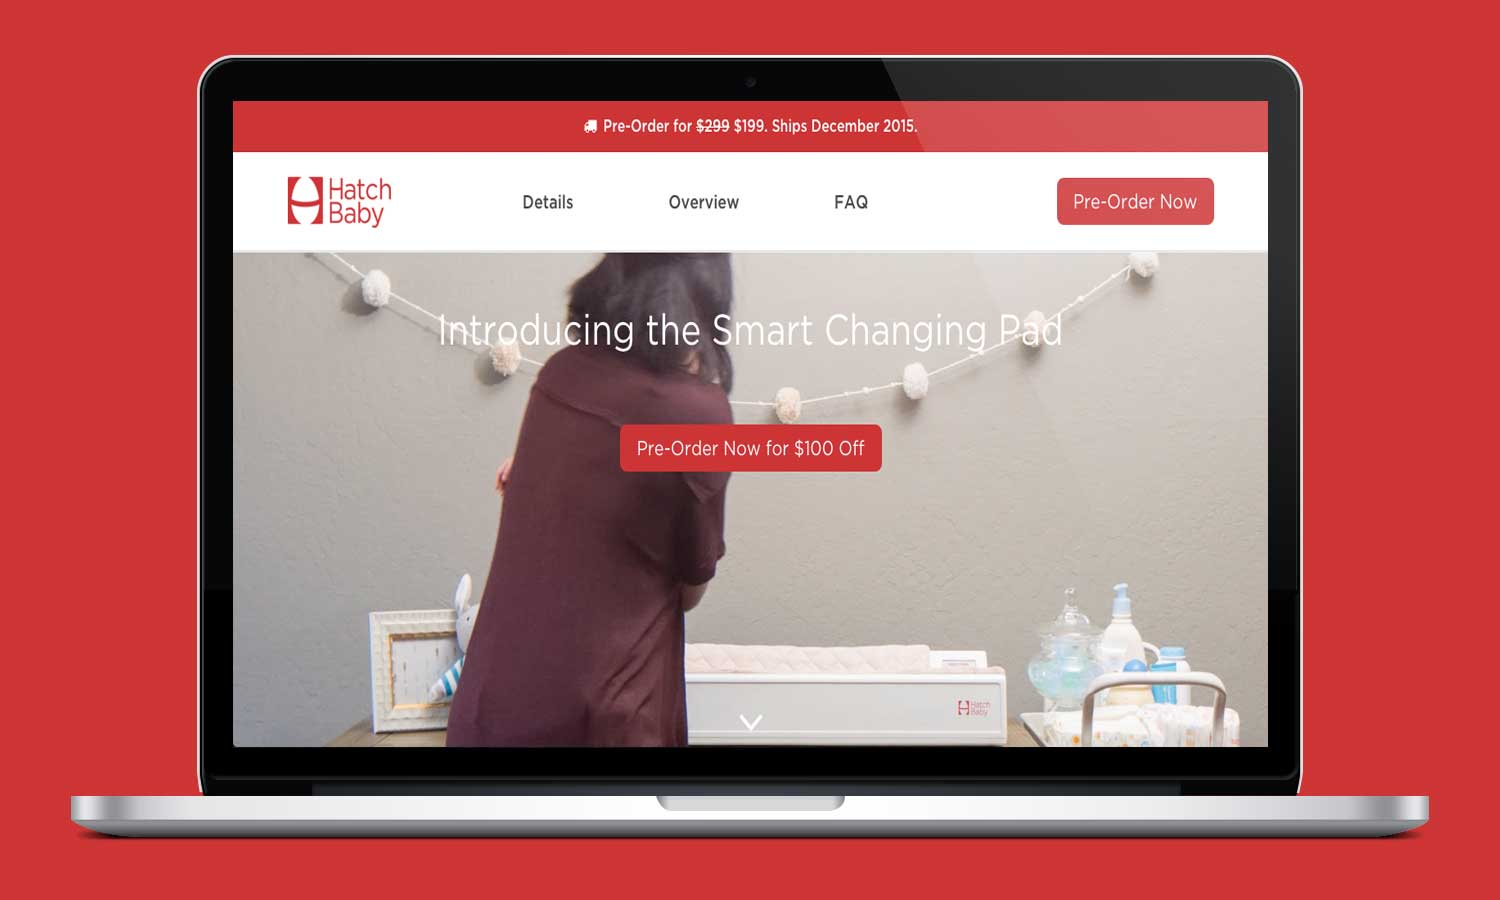 Pre-Order for $299 $199. Ships December 2015.
Hatch
Baby
Details
Overview
FAQ
Pre-Order Now
Introducing the Smart Changing Pad
Pre-Order Now for $100 Off
Hatch
Baby